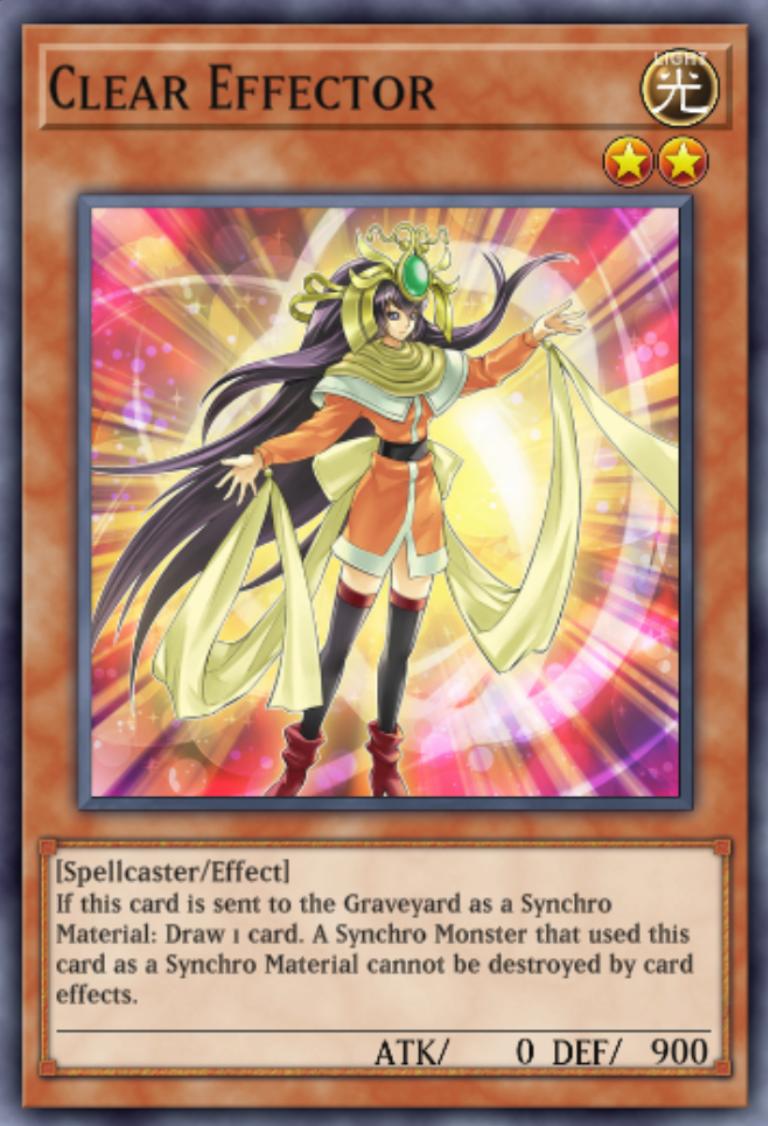 CLEAR EFFECTOR
LIGHT
光
[Spellcaster/Effect]
If this card is sent to the Graveyard as a Synchro
Material: Draw 1 card. A Synchro Monster that used this
card as a Synchro Material cannot be destroyed by card
effects.
ATK/ 0 DEF/ 900